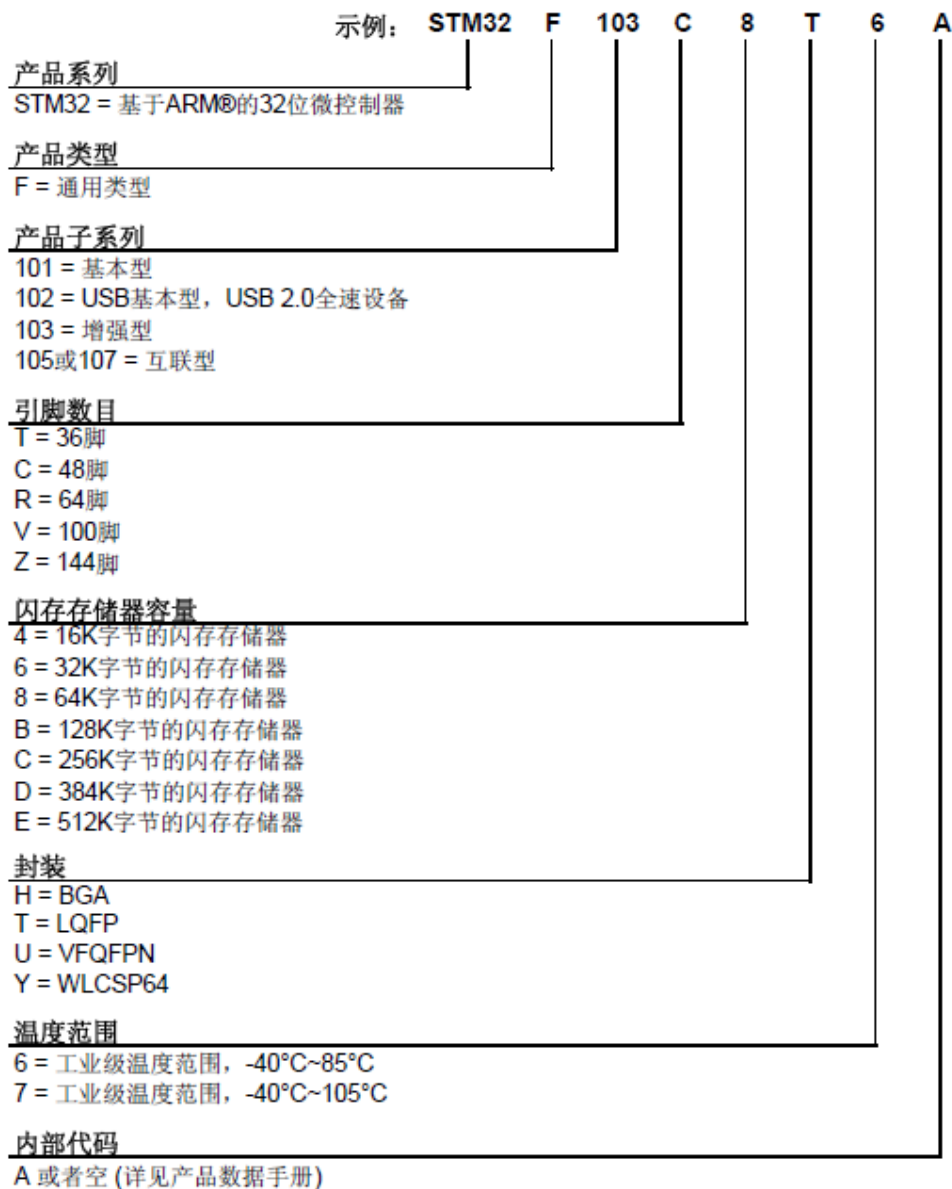 示例： STM32 F 103 C 8 T 6 A
产品系列
STM32 = 基于ARM®的32位微控制器
产品类型
F = 通用类型
产品子系列
101 = 基本型
102 = USB基本型，USB 2.0全速设备
103 = 增强型
105或107 = 互联型
引脚数目
T = 36脚
C = 48脚
R = 64脚
V = 100脚
Z = 144脚
闪存存储器容量
4 = 16K字节的闪存存储器
6 = 32K字节的闪存存储器
8 = 64K字节的闪存存储器
B = 128K字节的闪存存储器
C = 256K字节的闪存存储器
D = 384K字节的闪存存储器
E = 512K字节的闪存存储器
封装
H = BGA
T = LQFP
U = VFQFPN
Y = WLCSP64
温度范围
6 = 工业级温度范围，-40°C~85°C
7 = 工业级温度范围，-40°C~105°C
内部代码
A 或者空 (详见产品数据手册)